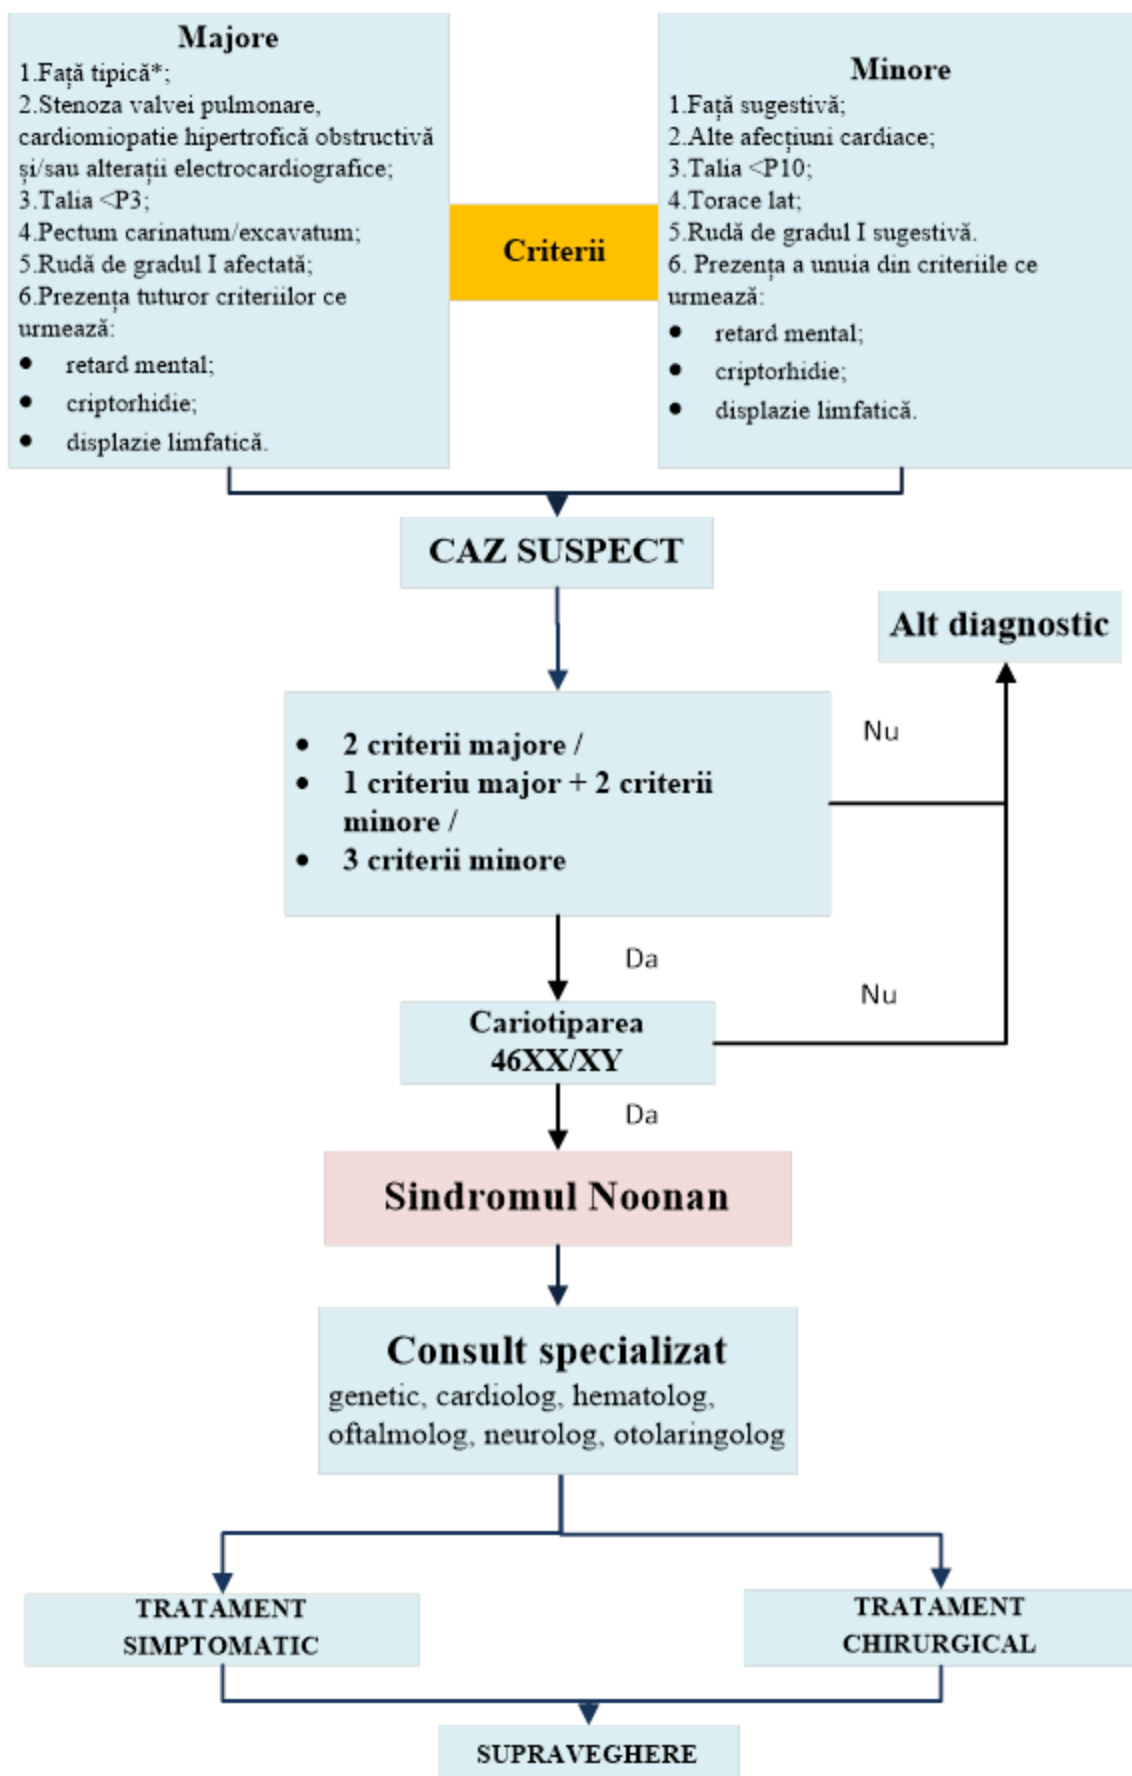 Majore
1.Față tipică*;
2.Stenoza valvei pulmonare,
cardiomiopatie hipertrofică obstructivă
și/sau alterații electrocardiografice;
3.Talia <P3;
4.Pectum carinatum/excavatum;
5.Rudă de gradul I afectată;
6.Prezența tuturor criteriilor ce
urmează:
• retard mental;
• criptorhidie;
• displazie limfatică.
Criterii
Minore
1.Față sugestivă;
2.Alte afecțiuni cardiace;
3.Talia <P10;
4.Torace lat;
5.Rudă de gradul I sugestivă.
6. Prezența a unuia din criteriile ce
urmează:
• retard mental;
• criptorhidie;
• displazie limfatică.
CAZ SUSPECT
Alt diagnostic
• 2 criterii majore /
• 1 criteriu major + 2 criterii
minore /
• 3 criterii minore
Nu
Da
Cariotiparea
46XX/XY
Nu
Da
Sindromul Noonan
Consult specializat
genetic, cardiolog, hematolog,
oftalmolog, neurolog, otolaringolog
TRATAMENT
SIMPTOMATIC
TRATAMENT
CHIRURGICAL
SUPRAVEGHERE